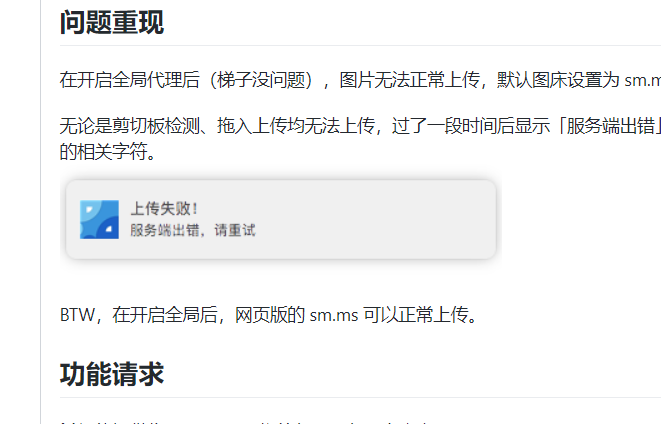 问题重现
在开启全局代理后（梯子没问题），图片无法正常上传，默认图床设置为 sm.m
无论是剪切板检测、拖入上传均无法上传，过了一段时间后显示「服务端出错」
的相关字符。
上传失败！
服务端出错，请重试
BTW，在开启全局后，网页版的 sm.ms 可以正常上传。
功能请求